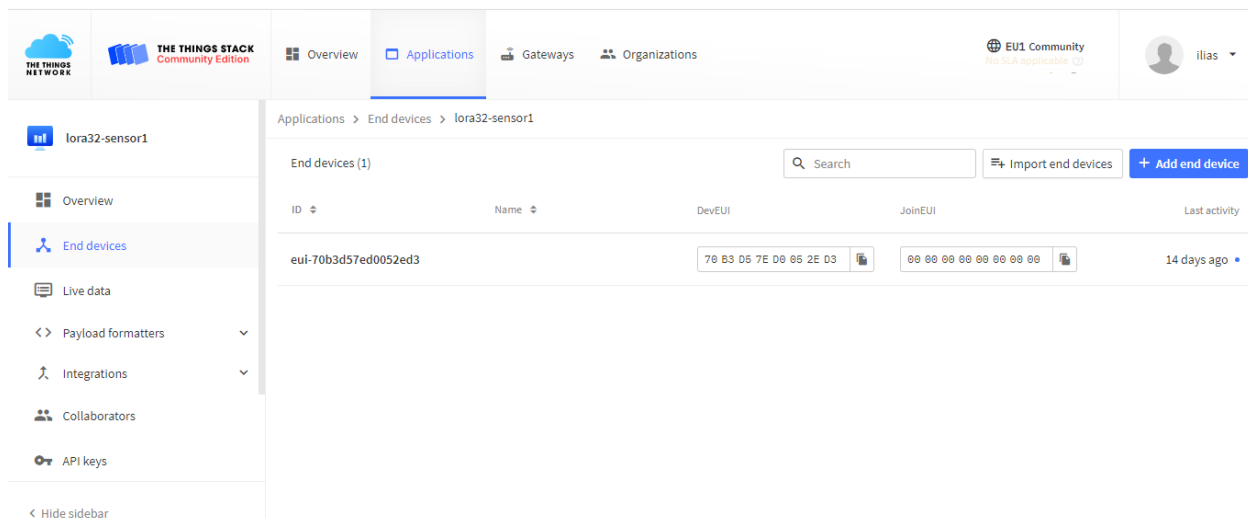 THE THINGS
NETWORK
THE THINGS STACK
Community Edition
Overview
Applications
Gateways
Organizations
EU1 Community
No SLA applicable
ilias
lora32-sensor1
Overview
End devices
Live data
Payload formatters
Integrations
Collaborators
API keys
< Hide sidebar
Applications > End devices > lora32-sensor1
End devices (1)
Search
Import end devices
+ Add end device
ID Name DevEUI JoinEUI Last activity
eui-70b3d57ed0052ed3 70 B3 D5 7E D0 05 2E D3 00 00 00 00 00 00 00 00 14 days ago